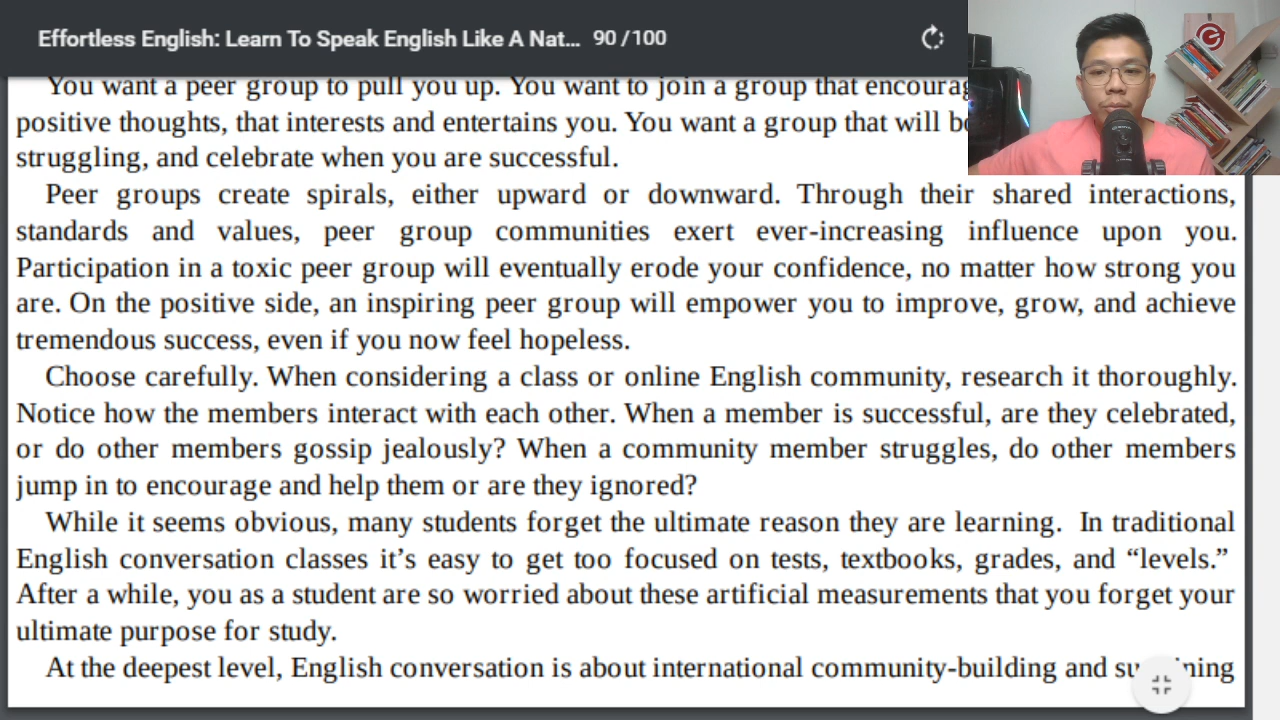 Effortless English: Learn To Speak English Like A Nat... 90 / 100
You want a peer group to pull you up. You want to join a group that
positive thoughts, that interests and entertains you. You want a group that will
struggling, and celebrate when you are successful.
Peer groups create spirals, either upward or downward. Through their shared interactions,
standards and values, peer group communities exert ever-increasing influence upon you.
Participation in a toxic peer group will eventually erode your confidence, no matter how strong you
are. On the positive side, an inspiring peer group will empower you to improve, grow, and achieve
tremendous success, even if you now feel hopeless.
Choose carefully. When considering a class or online English community, research it thoroughly.
Notice how the members interact with each other. When a member is successful, are they celebrated,
or do other members gossip jealously? When a community member struggles, do other members
jump in to encourage and help them or are they ignored?
While it seems obvious, many students forget the ultimate reason they are learning. In traditional
English conversation classes it’s easy to get too focused on tests, textbooks, grades, and “levels.”
After a while, you as a student are so worried about these artificial measurements that you forget your
ultimate purpose for study.
At the deepest level, English conversation is about international community-building and